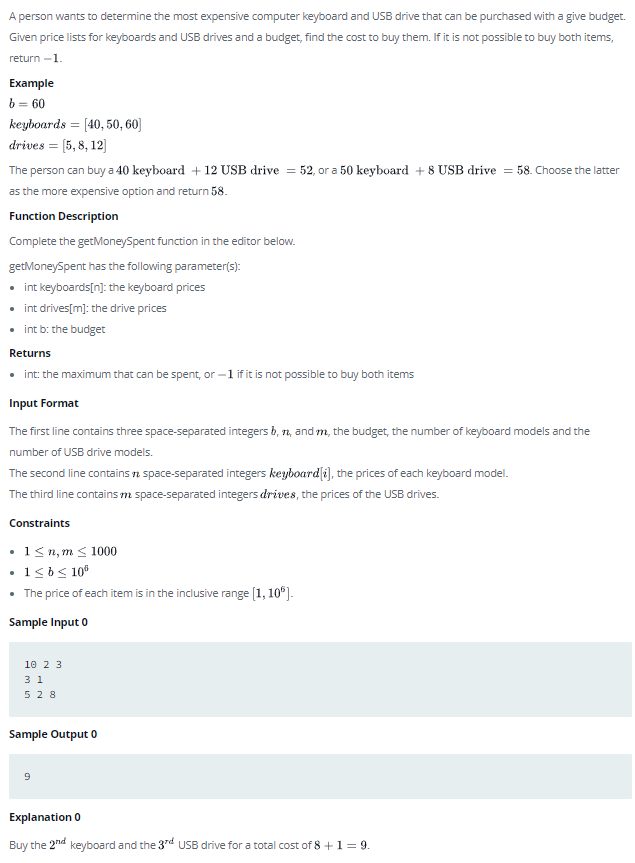 A person wants to determine the most expensive computer keyboard and USB drive that can be purchased with a give budget.
Given price lists for keyboards and USB drives and a budget, find the cost to buy them. If it is not possible to buy both items,
return −1.
Example
b = 60
keyboards = [40, 50, 60]
drives = [5, 8, 12]
The person can buy a 40 keyboard + 12 USB drive = 52, or a 50 keyboard + 8 USB drive = 58. Choose the latter
as the more expensive option and return 58.
Function Description
Complete the getMoneySpent function in the editor below.
getMoneySpent has the following parameter(s):
• int keyboards[n]: the keyboard prices
• int drives[m]: the drive prices
• int b: the budget
Returns
• int: the maximum that can be spent, or −1 if it is not possible to buy both items
Input Format
The first line contains three space-separated integers b, n, and m, the budget, the number of keyboard models and the
number of USB drive models.
The second line contains n space-separated integers keyboard[i], the prices of each keyboard model.
The third line contains m space-separated integers drives, the prices of the USB drives.
Constraints
• 1 ≤ n, m ≤ 1000
• 1 ≤ b ≤ 10⁶
• The price of each item is in the inclusive range [1, 10⁶].
Sample Input 0
10 2 3
3 1
5 2 8
Sample Output 0
9
Explanation 0
Buy the 2ⁿᵈ keyboard and the 3ʳᵈ USB drive for a total cost of 8 + 1 = 9.